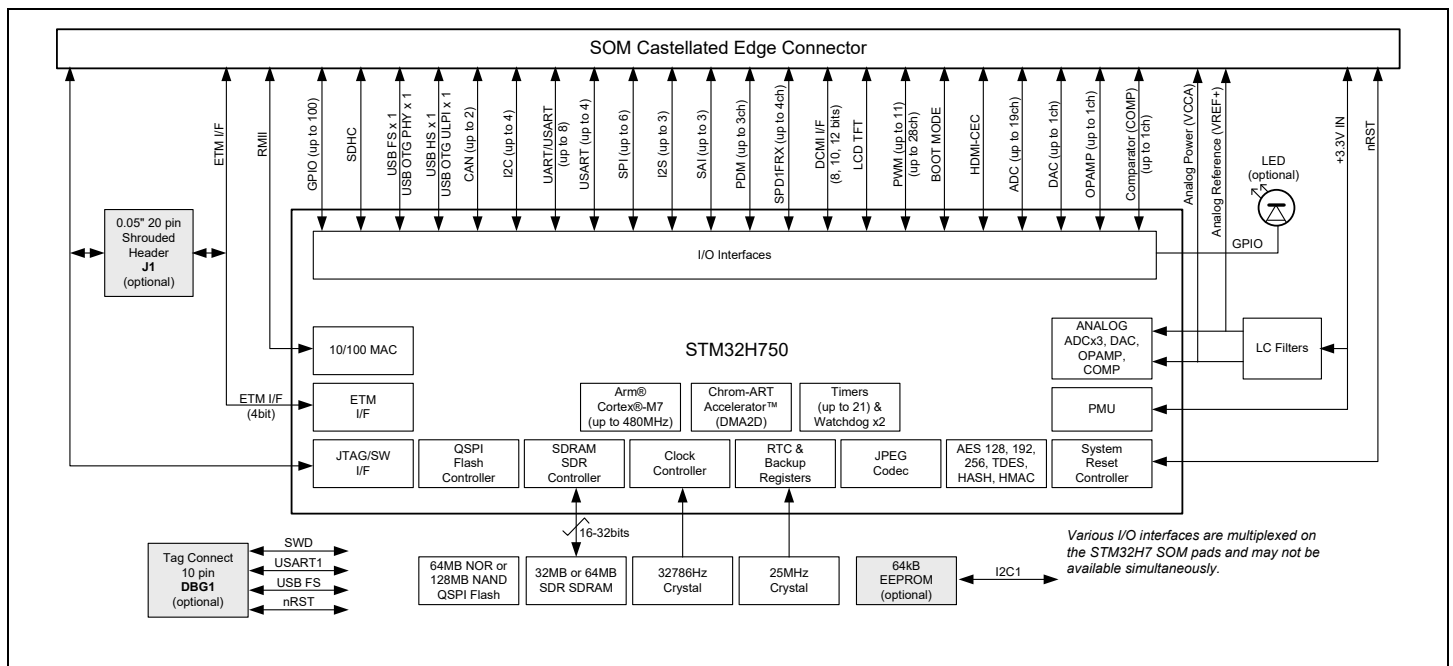 SOM Castellated Edge Connector
ETM I/F
RMII
GPIO (up to 100)
SDHC
USB FS x 1
USB OTG PHY x 1
USB HS x 1
USB OTG ULPI x 1
CAN (up to 2)
I2C (up to 4)
UART/USART
(up to 8)
USART (up to 4)
SPI (up to 6)
I2S (up to 3)
SAI (up to 3)
PDM (up to 3ch)
SPD1FRX (up to 4ch)
DCMI I/F
(8, 10, 12 bits)
LCD TFT
PWM (up to 11)
(up to 28ch)
BOOT MODE
HDMI-CEC
ADC (up to 19ch)
DAC (up to 1ch)
OPAMP (up to 1ch)
Comparator (COMP)
(up to 1ch)
Analog Power (VCCA)
Analog Reference (VREF+)
LED
(optional)
+3.3V IN
nRST
0.05" 20 pin
Shrouded
Header
J1
(optional)
I/O Interfaces
GPIO
10/100 MAC
STM32H750
ANALOG
ADCx3, DAC,
OPAMP,
COMP
LC Filters
ETM I/F
(4bit)
ETM
I/F
Arm®
Cortex®-M7
(up to 480MHz)
Chrom-ART
Accelerator™
(DMA2D)
Timers
(up to 21) &
Watchdog x2
PMU
JTAG/SW
I/F
QSPI
Flash
Controller
SDRAM
SDR
Controller
Clock
Controller
RTC &
Backup
Registers
JPEG
Codec
AES 128, 192,
256, TDES,
HASH, HMAC
System
Reset
Controller
16-32bits
Tag Connect
10 pin
DBG1
(optional)
SWD
USART1
USB FS
nRST
64MB NOR or
128MB NAND
QSPI Flash
32MB or 64MB
SDR SDRAM
32786Hz
Crystal
25MHz
Crystal
64kB
EEPROM
(optional)
I2C1
Various I/O interfaces are multiplexed on
the STM32H7 SOM pads and may not be
available simultaneously.